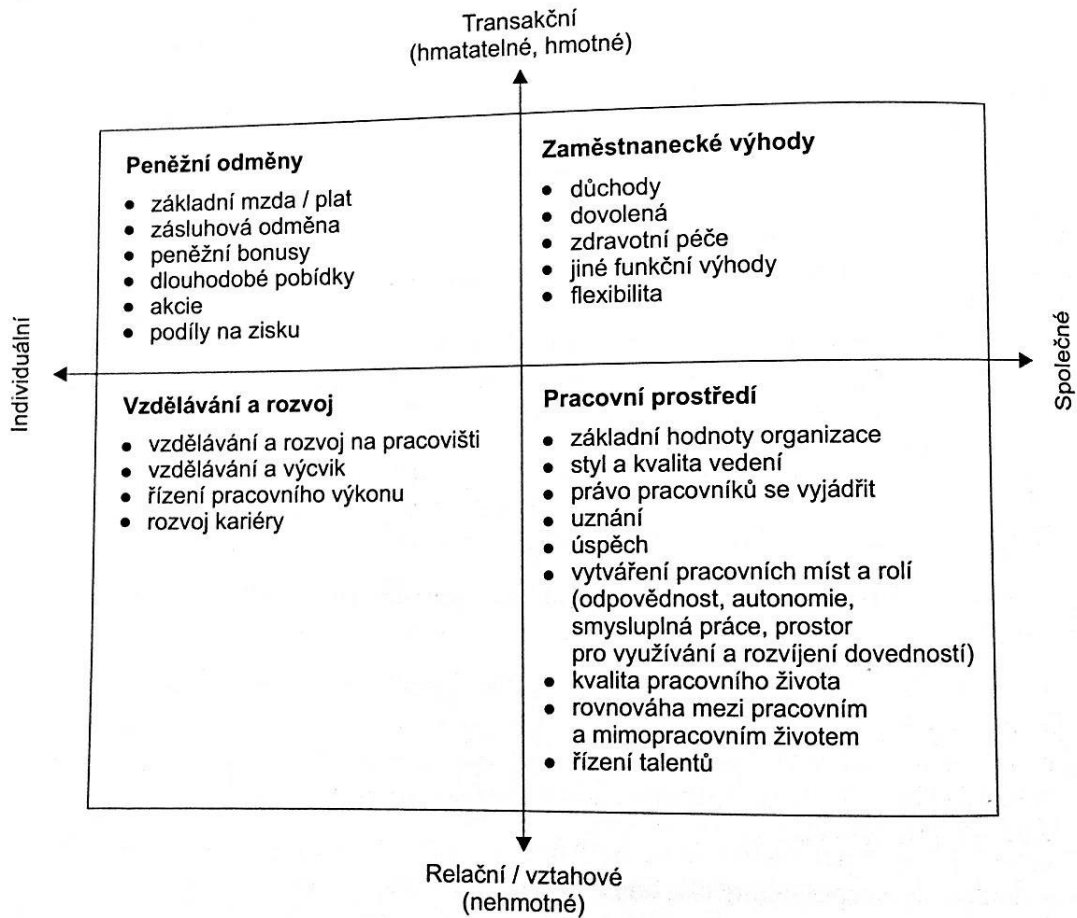 Transakční
(hmatatelné, hmotné)
Peněžní odměny
• základní mzda / plat
• zásluhová odměna
• peněžní bonusy
• dlouhodobé pobídky
• akcie
• podíly na zisku
Zaměstnanecké výhody
• důchody
• dovolená
• zdravotní péče
• jiné funkční výhody
• flexibilita
Individuální
Společné
Vzdělávání a rozvoj
• vzdělávání a rozvoj na pracovišti
• vzdělávání a výcvik
• řízení pracovního výkonu
• rozvoj kariéry
Pracovní prostředí
• základní hodnoty organizace
• styl a kvalita vedení
• právo pracovníků se vyjádřit
• uznání
• úspěch
• vytváření pracovních míst a rolí
(odpovědnost, autonomie,
smysluplná práce, prostor
pro využívání a rozvíjení dovedností)
• kvalita pracovního života
• rovnováha mezi pracovním
a mimopracovním životem
• řízení talentů
Relační / vztahové
(nehmotné)